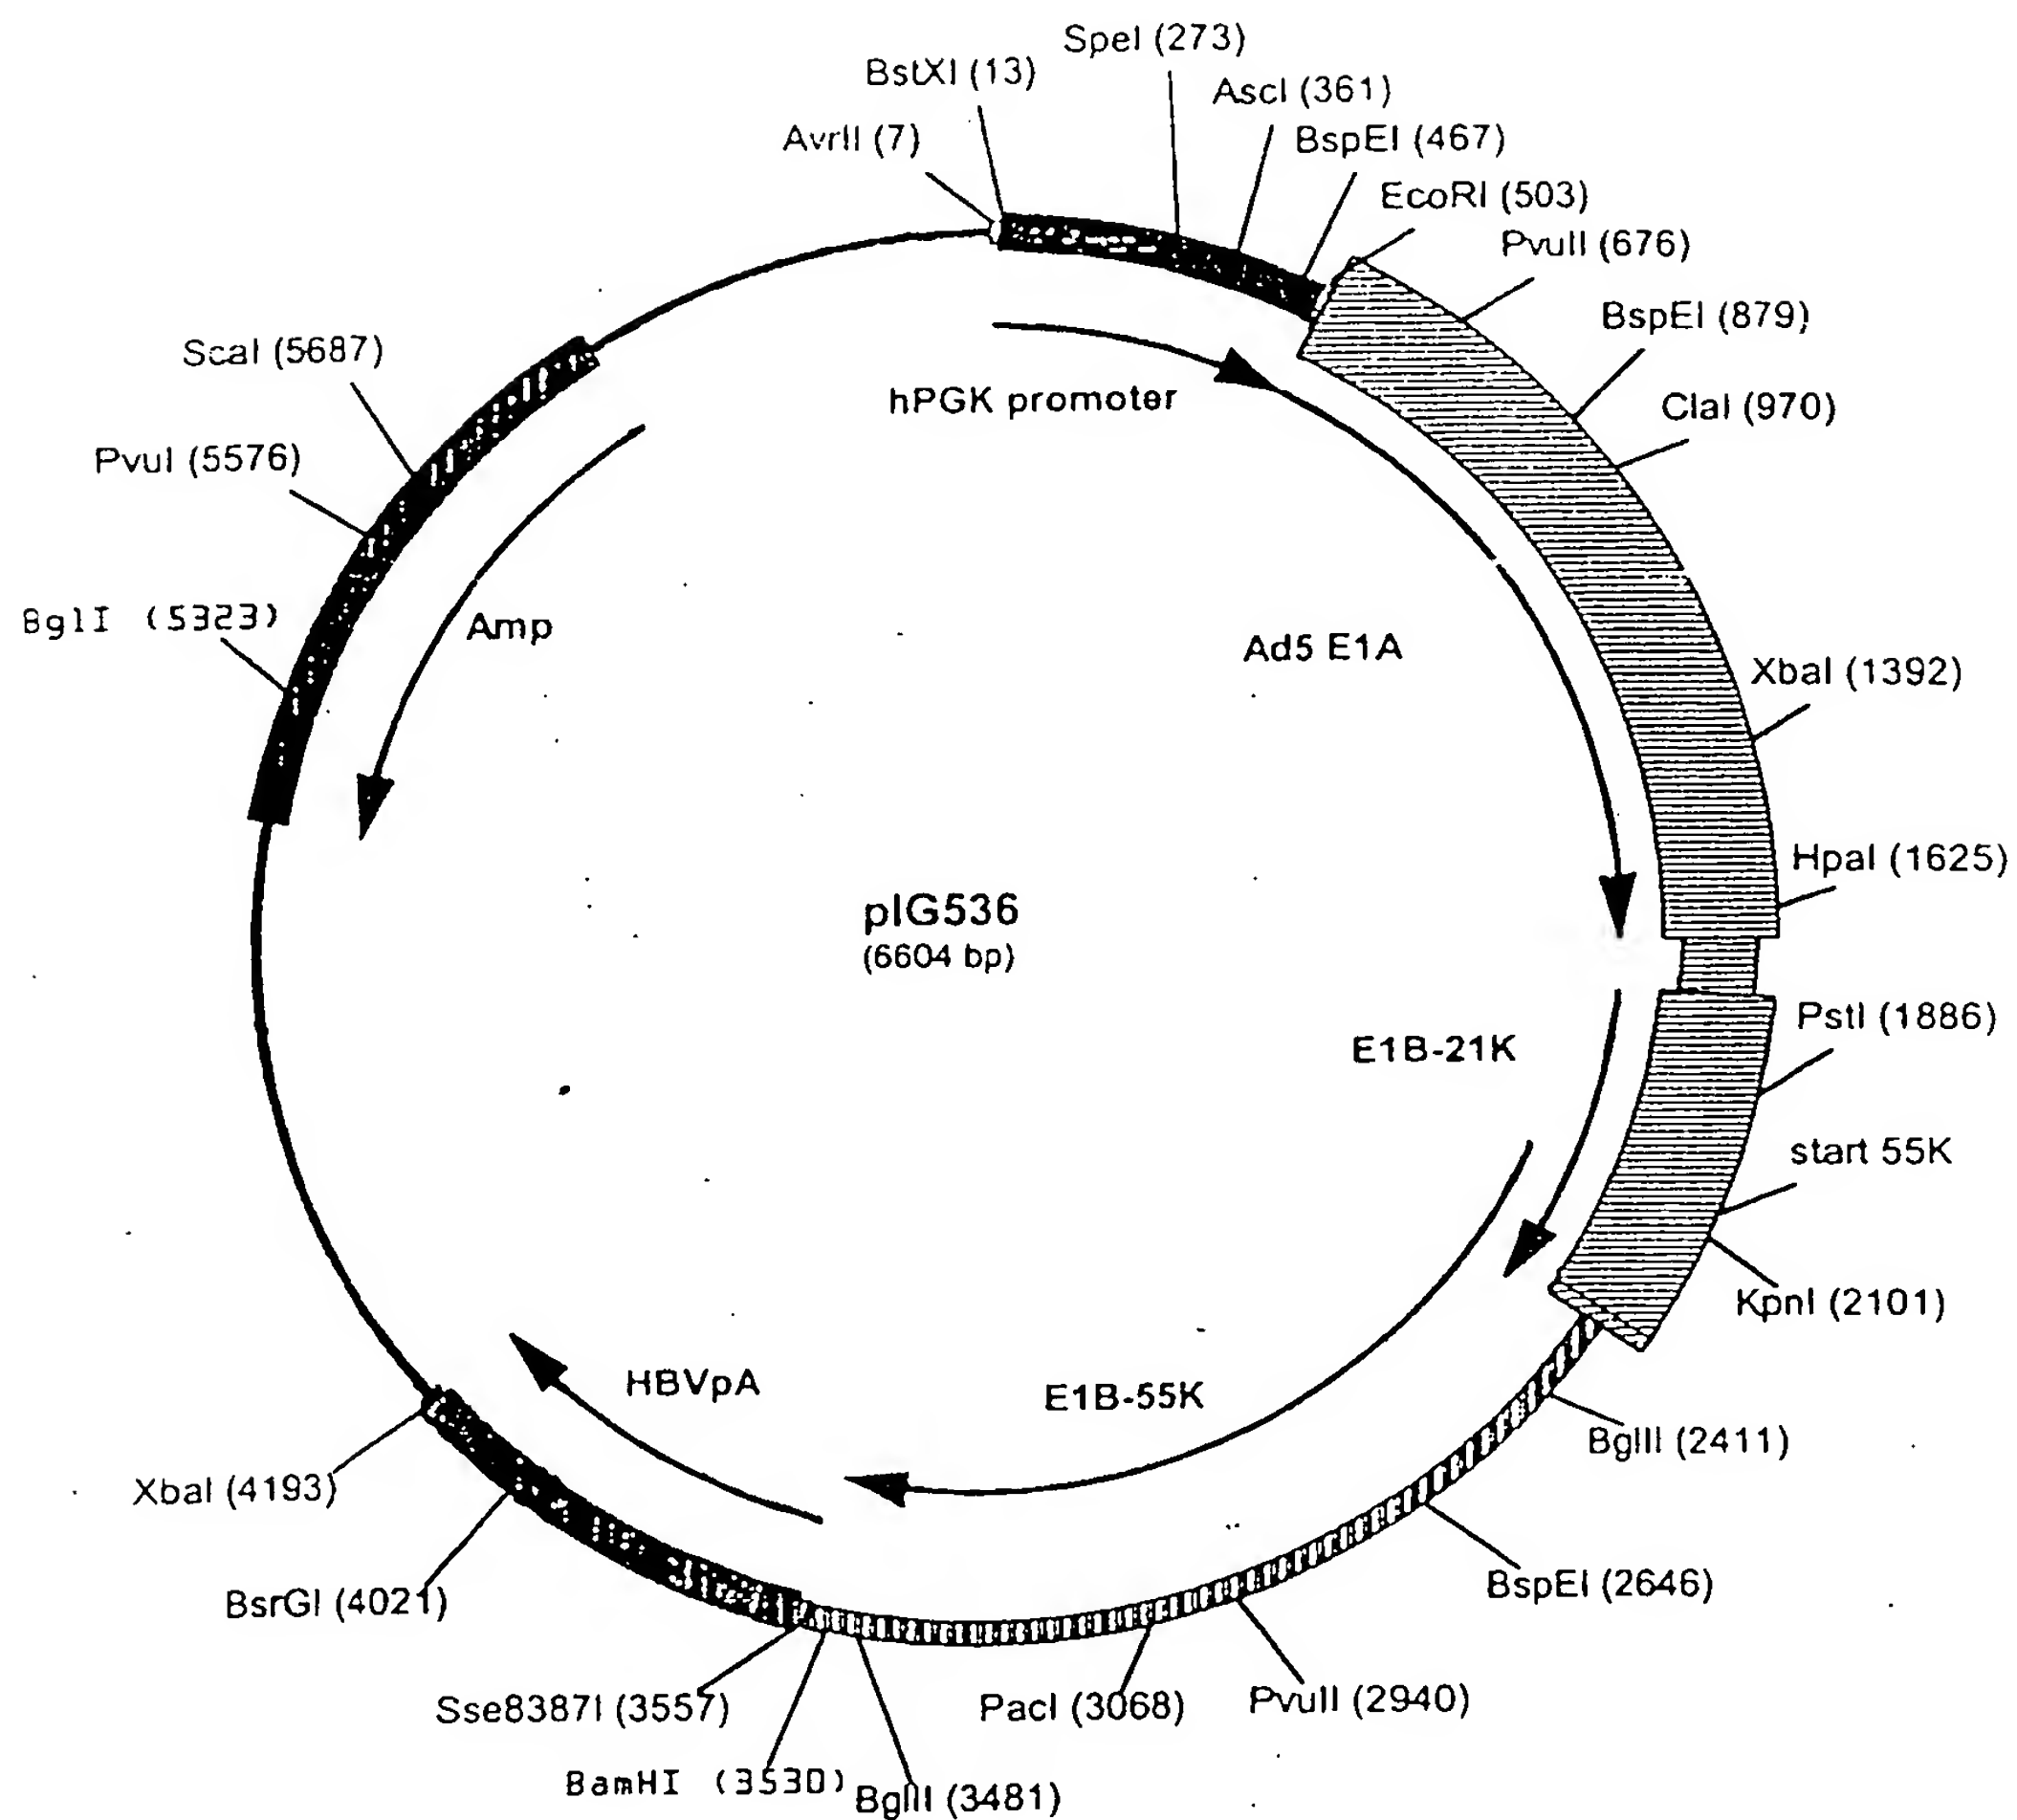 SpeI (273)
BstXI (13)
AscI (361)
AvrII (7)
BspEI (467)
EcoRI (503)
PvuII (676)
BspEI (879)
ScaI (5687)
hPGK promoter
ClaI (970)
PvuI (5576)
BglI (5323)
Amp
Ad5 E1A
XbaI (1392)
HpaI (1625)
pIG536
(6604 bp)
PstI (1886)
E1B-21K
start 55K
KpnI (2101)
HBVpA
E1B-55K
BglII (2411)
XbaI (4193)
BspEI (2646)
BsrGI (4021)
Sse8387I (3557)
PacI (3068)
PvuII (2940)
BamHI (3530)
BglII (3481)